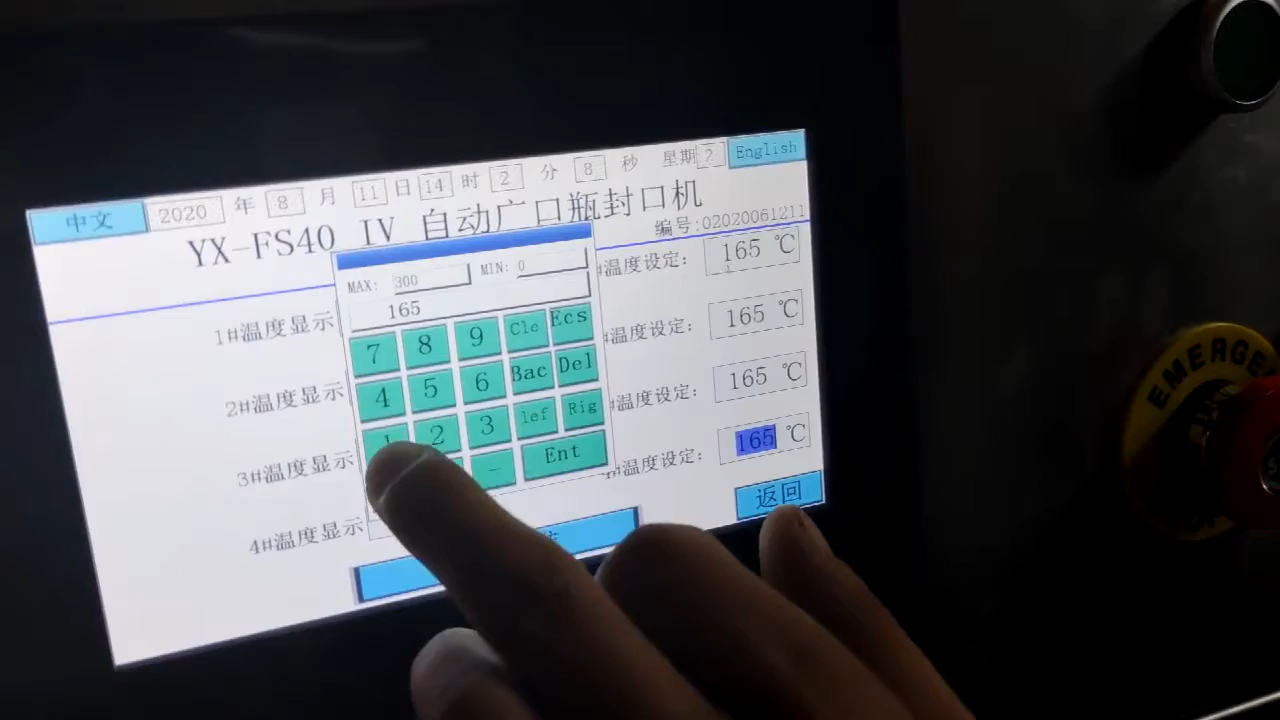 中文 2020 年 8 月 11 日 14 时 2 分 8 秒 星期 2 English
YX-FS40 IV 自动广口瓶封口机
编号:02020061211
1#温度显示 #温度设定: 165 ℃
2#温度显示 #温度设定: 165 ℃
3#温度显示 #温度设定: 165 ℃
4#温度显示 #温度设定: 165 ℃
MAX: 300 MIN: 0
165
7 8 9 Cle Ecs
4 5 6 Bac Del
1 2 3 lef Rig
- Ent
返回
EMERGE